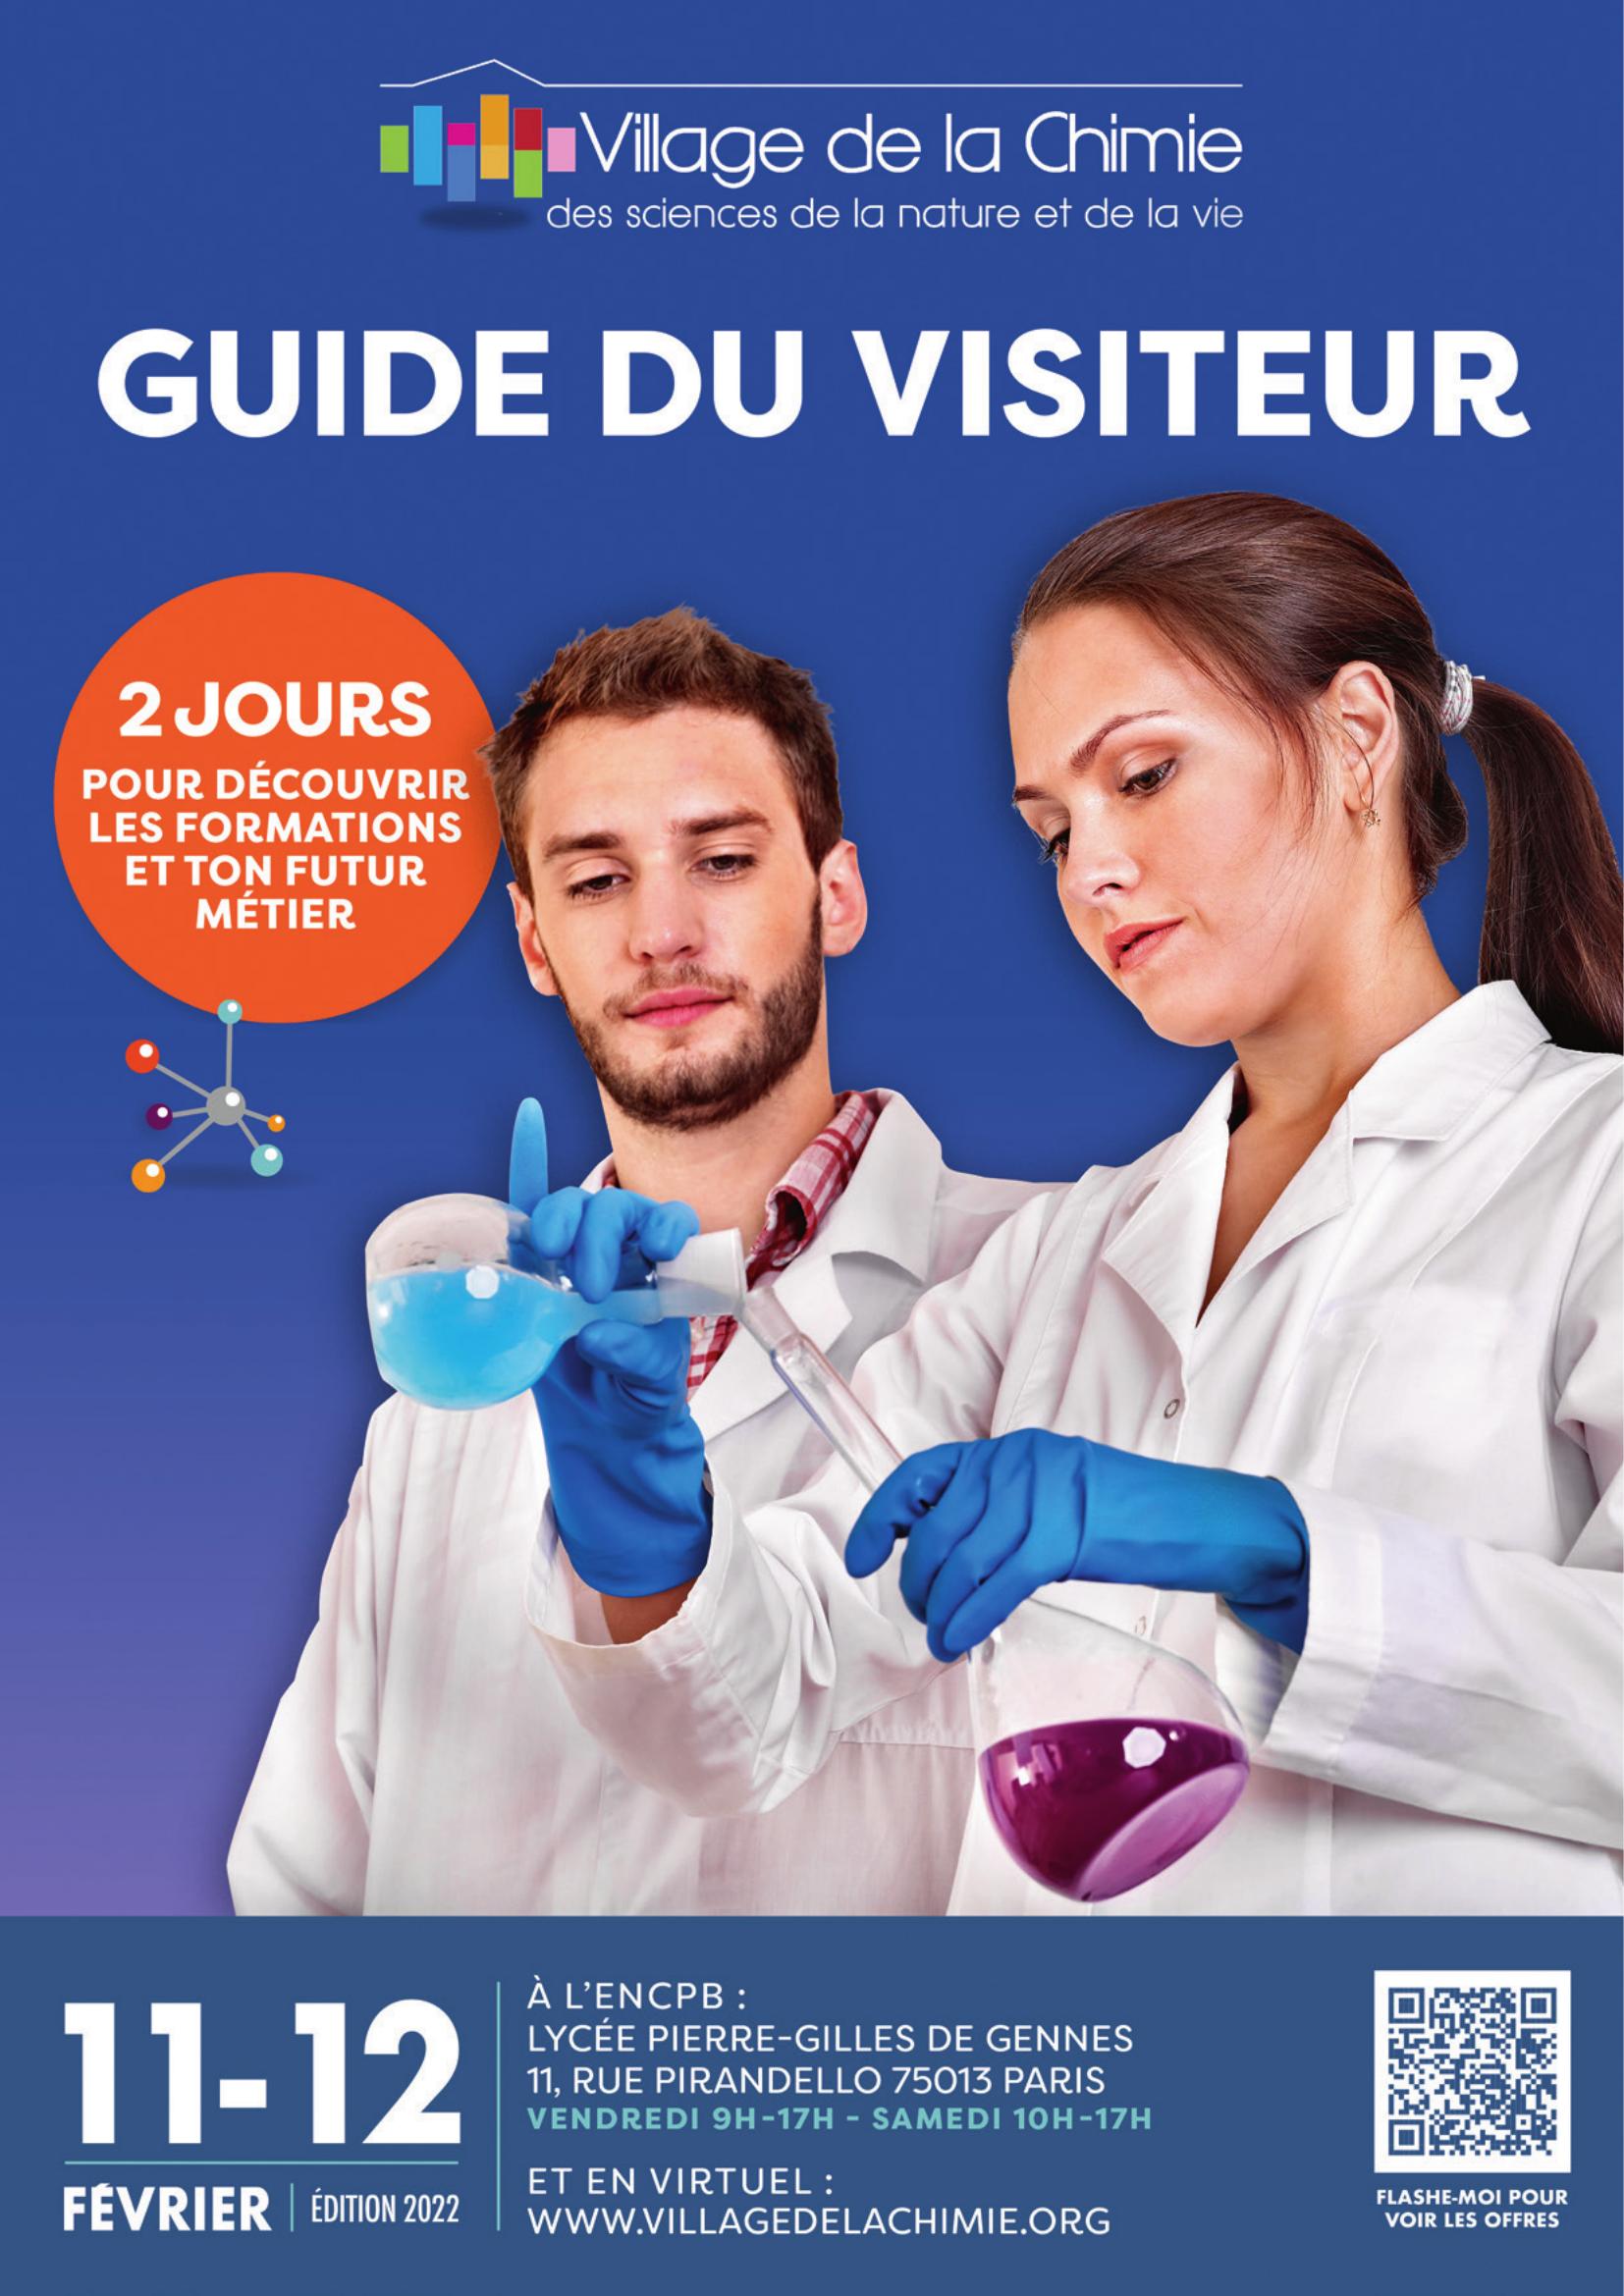 Village de la Chimie
des sciences de la nature et de la vie
GUIDE DU VISITEUR
2 JOURS
POUR DÉCOUVRIR
LES FORMATIONS
ET TON FUTUR
MÉTIER
11-12
FÉVRIER | ÉDITION 2022
À L'ENCPB :
LYCÉE PIERRE-GILLES DE GENNES
11, RUE PIRANDELLO 75013 PARIS
VENDREDI 9H-17H - SAMEDI 10H-17H
ET EN VIRTUEL :
WWW.VILLAGEDELACHIMIE.ORG
FLASHE-MOI POUR
VOIR LES OFFRES